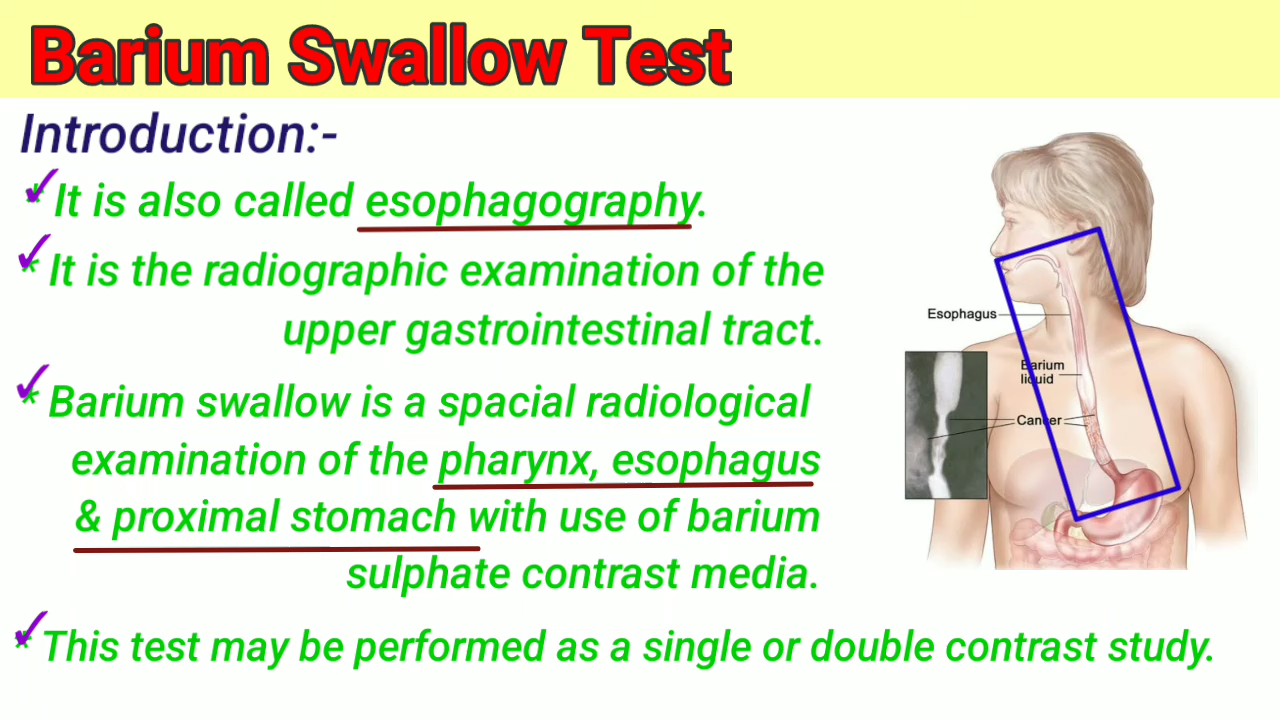 Barium Swallow Test
Introduction:-
* It is also called esophagography.
* It is the radiographic examination of the
upper gastrointestinal tract.
* Barium swallow is a spacial radiological
examination of the pharynx, esophagus
& proximal stomach with use of barium
sulphate contrast media.
* This test may be performed as a single or double contrast study.
Esophagus
Barium
liquid
Cancer